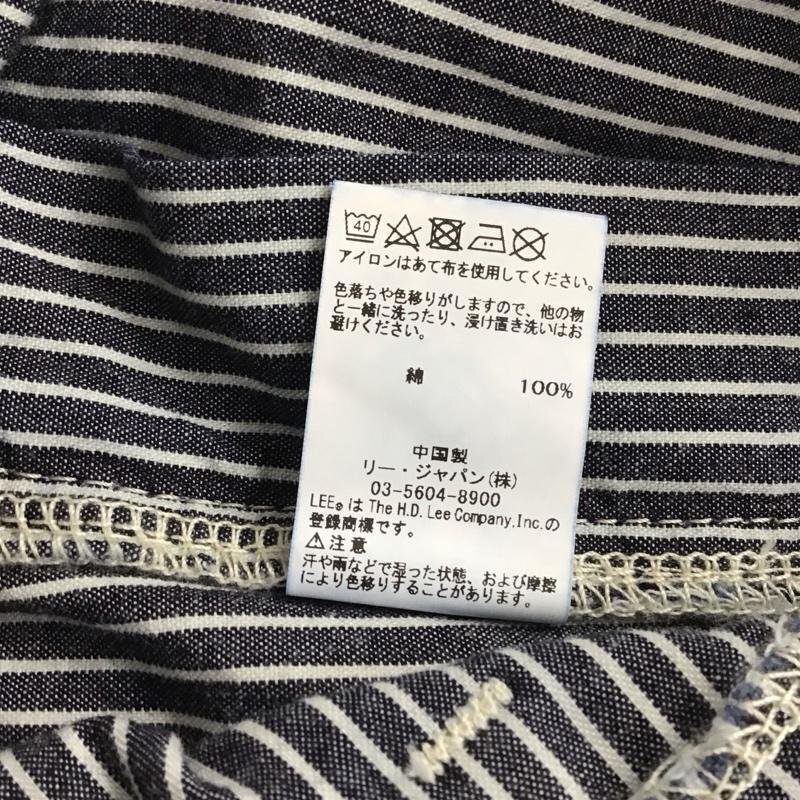 40
アイロンはあて布を使用してください。
色落ちや色移りがしますので、他の物
と一緒に洗ったり、浸け置き洗いはお
避けください。
綿 100%
中国製
リー・ジャパン(株)
03-5604-8900
LEE® は The H.D. Lee Company,Inc.の
登録商標です。
⚠注意
汗や雨などで湿った状態、および摩擦
により色移りすることがあります。